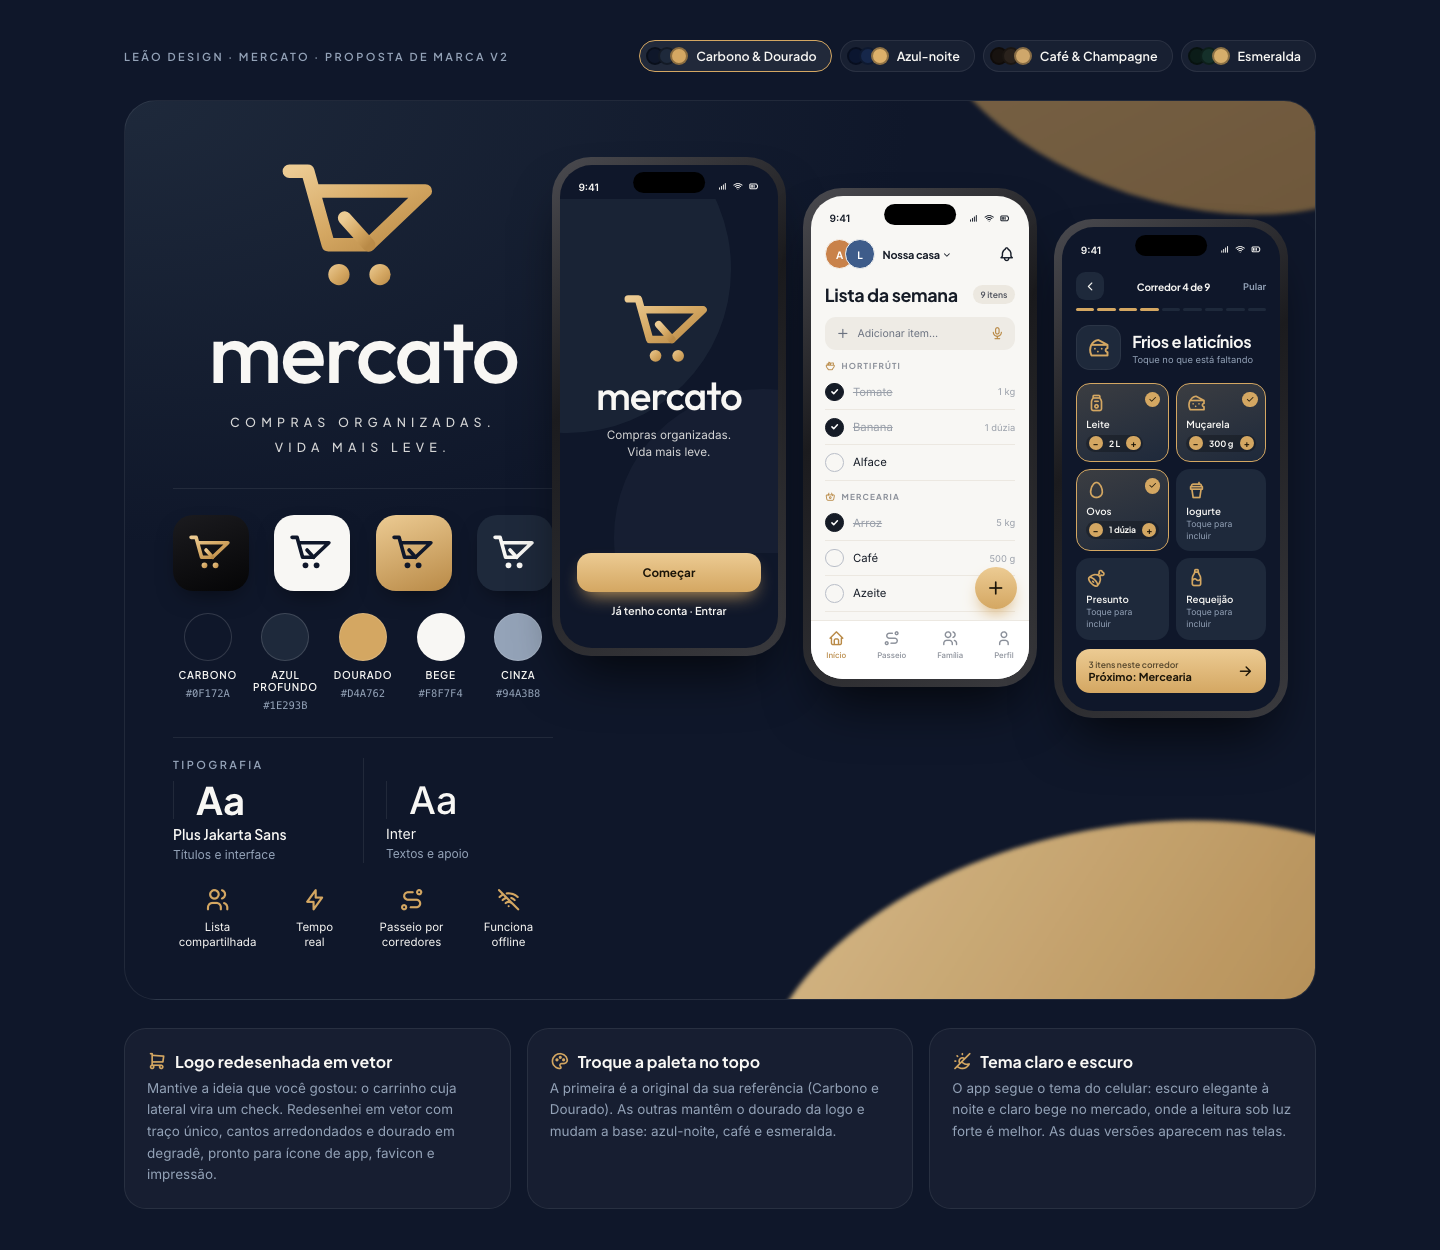 LEÃO DESIGN · MERCATO · PROPOSTA DE MARCA V2
Carbono & Dourado
Azul-noite
Café & Champagne
Esmeralda
mercato
COMPRAS ORGANIZADAS.
VIDA MAIS LEVE.
CARBONO
#0F172A
AZUL
PROFUNDO
#1E293B
DOURADO
#D4A762
BEGE
#F8F7F4
CINZA
#94A3B8
TIPOGRAFIA
Aa
Plus Jakarta Sans
Títulos e interface
Aa
Inter
Textos e apoio
Lista
compartilhada
Tempo
real
Passeio por
corredores
Funciona
offline
9:41
mercato
Compras organizadas.
Vida mais leve.
Começar
Já tenho conta · Entrar
9:41
A L Nossa casa
Lista da semana 9 itens
Adicionar item...
HORTIFRÚTI
Tomate 1 kg
Banana 1 dúzia
Alface
MERCEARIA
Arroz 5 kg
Café 500 g
Azeite
Início Passeio Família Perfil
9:41
Corredor 4 de 9 Pular
Frios e laticínios
Toque no que está faltando
Leite
− 2 L +
Muçarela
− 300 g +
Ovos
− 1 dúzia +
Iogurte
Toque para
incluir
Presunto
Toque para
incluir
Requeijão
Toque para
incluir
3 itens neste corredor
Próximo: Mercearia
Logo redesenhada em vetor
Mantive a ideia que você gostou: o carrinho cuja
lateral vira um check. Redesenhei em vetor com
traço único, cantos arredondados e dourado em
degradê, pronto para ícone de app, favicon e
impressão.
Troque a paleta no topo
A primeira é a original da sua referência (Carbono e
Dourado). As outras mantêm o dourado da logo e
mudam a base: azul-noite, café e esmeralda.
Tema claro e escuro
O app segue o tema do celular: escuro elegante à
noite e claro bege no mercado, onde a leitura sob luz
forte é melhor. As duas versões aparecem nas telas.